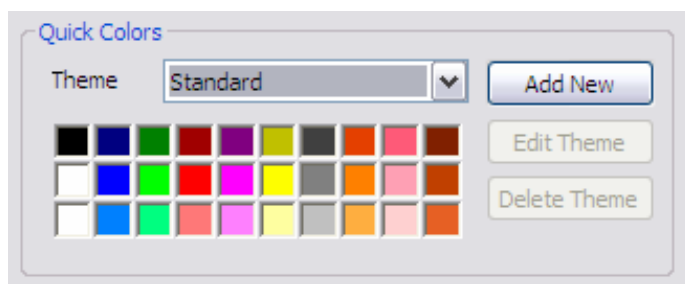 Quick Colors
Theme Standard Add New
Edit Theme
Delete Theme